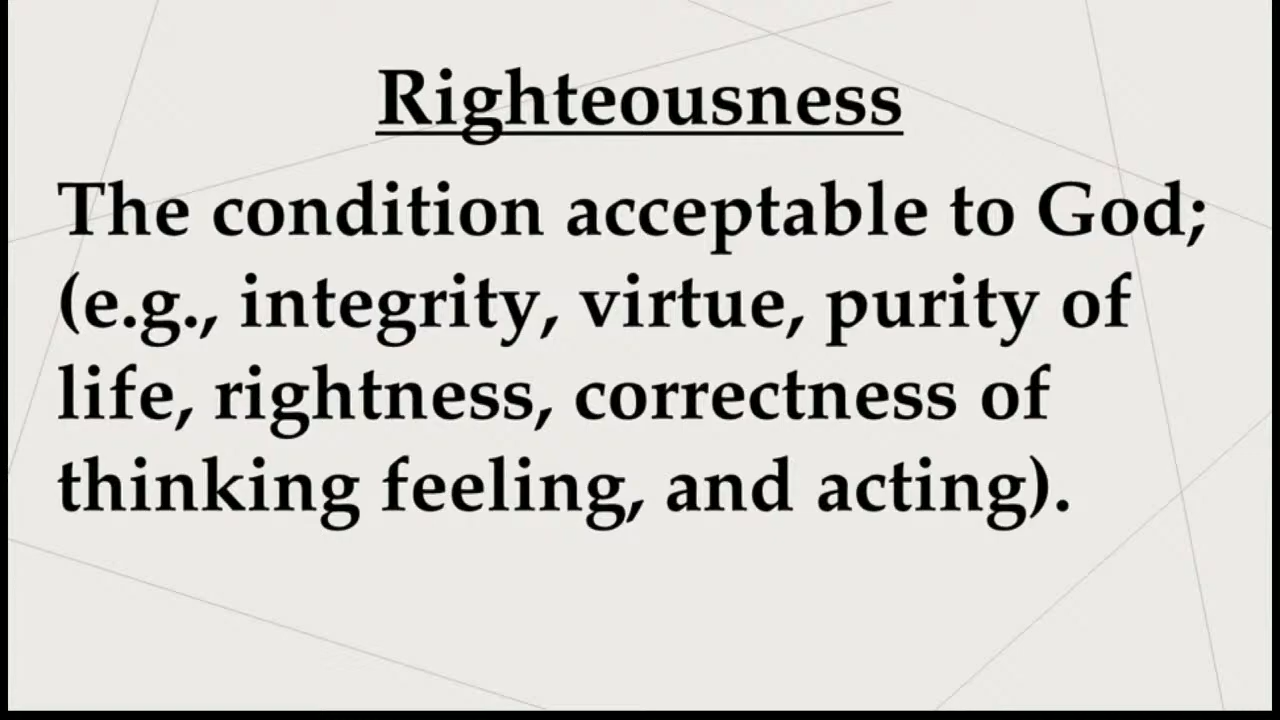 Righteousness
The condition acceptable to God;
(e.g., integrity, virtue, purity of
life, rightness, correctness of
thinking feeling, and acting).